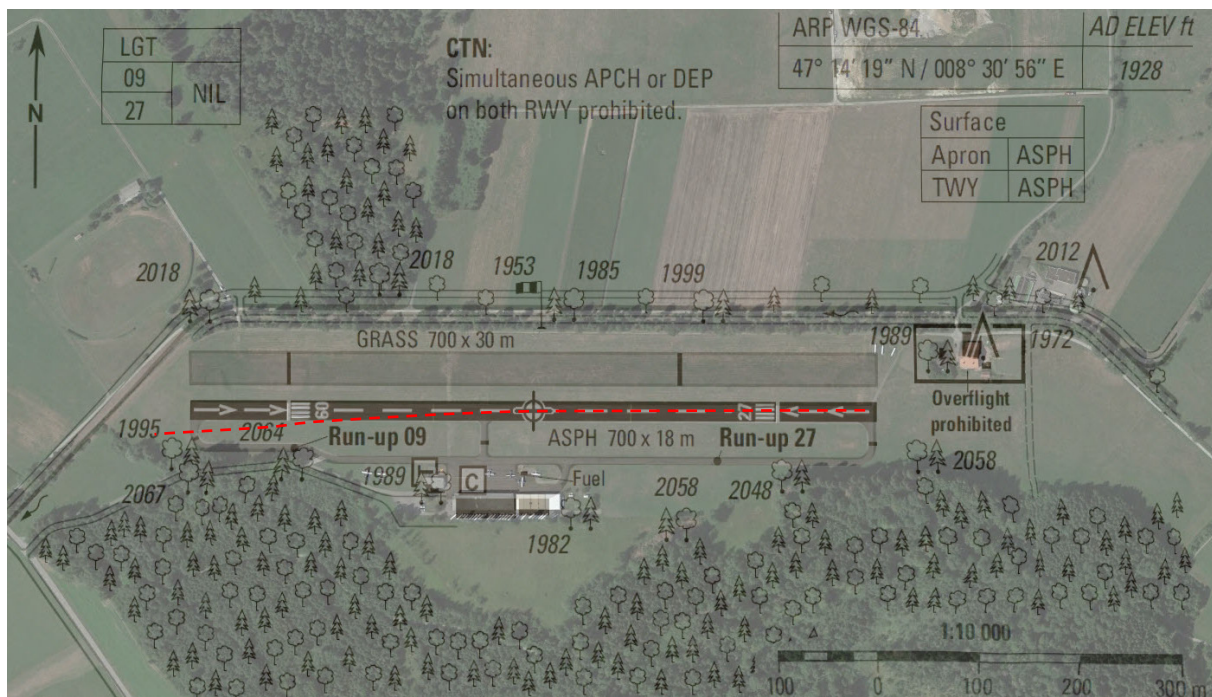 LGT
09
27
NIL
N
CTN:
Simultaneous APCH or DEP
on both RWY prohibited.
ARP WGS-84
AD ELEV ft
47° 14' 19" N / 008° 30' 56" E
1928
Surface
Apron ASPH
TWY ASPH
2018
2018
1953
1985
1999
2012
GRASS 700 x 30 m
1989
1972
Overflight
prohibited
09
27
1995
2064
Run-up 09
ASPH 700 x 18 m
Run-up 27
2067
1989
T
C
Fuel
2058
2048
2058
1982
1:10 000
100 0 100 200 300 m